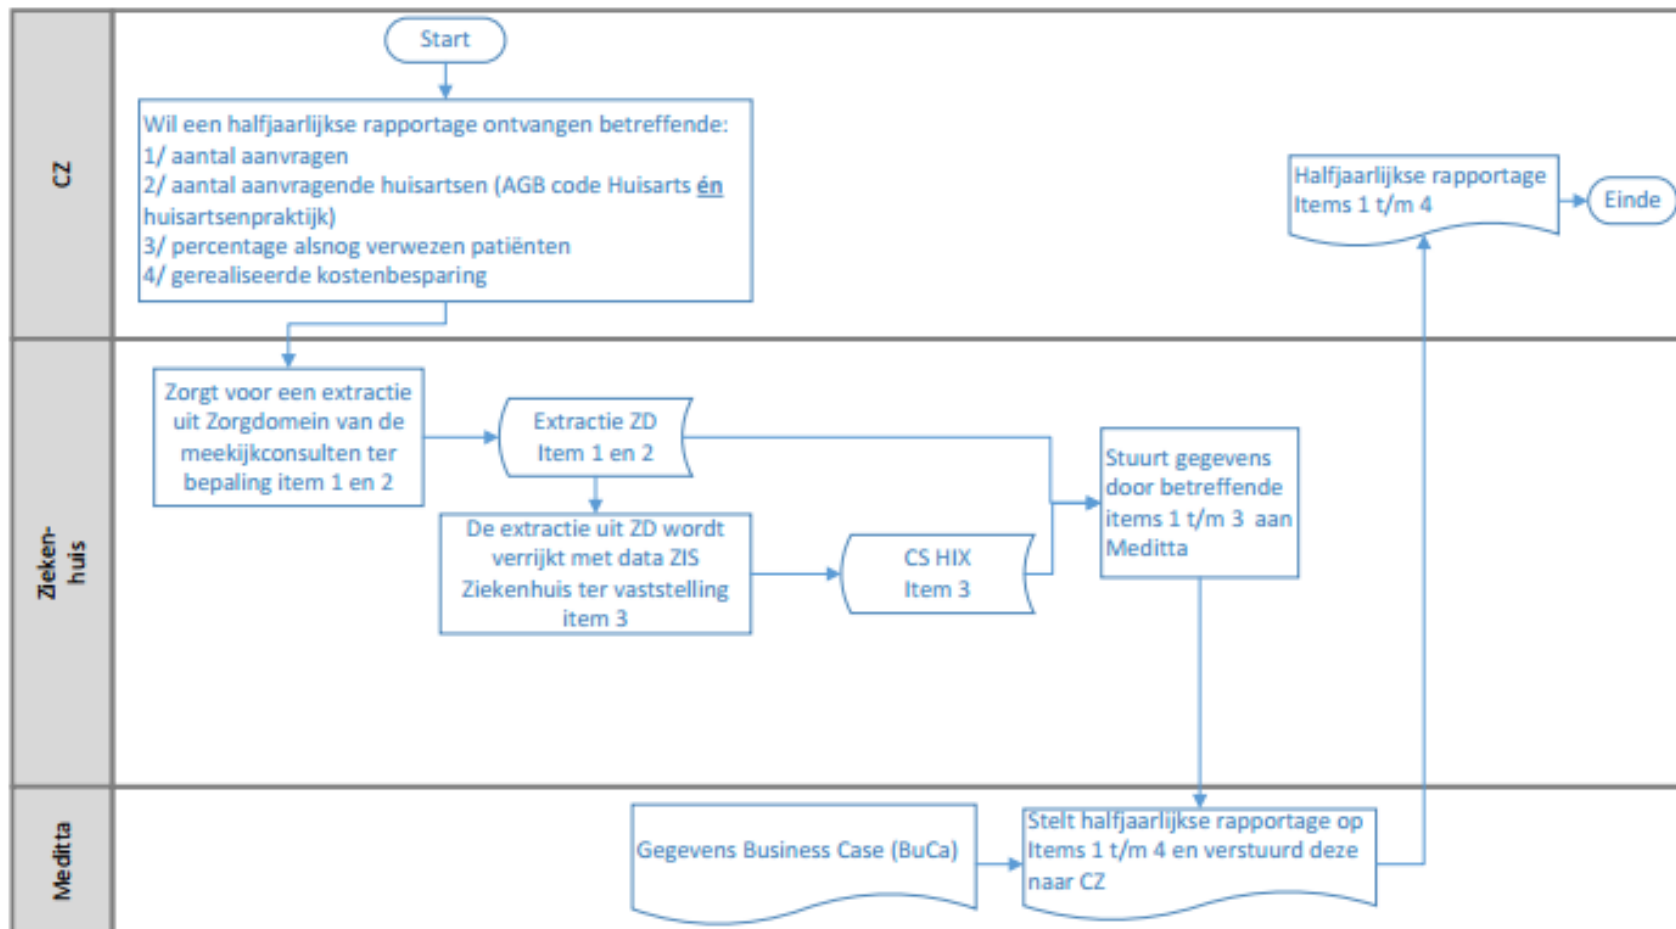 CZ
Start
Wil een halfjaarlijkse rapportage ontvangen betreffende:
1/ aantal aanvragen
2/ aantal aanvragende huisartsen (AGB code Huisarts én
huisartsenpraktijk)
3/ percentage alsnog verwezen patiënten
4/ gerealiseerde kostenbesparing
Halfjaarlijkse rapportage
Items 1 t/m 4
Einde
Zieken-
huis
Zorgt voor een extractie
uit Zorgdomein van de
meekijkconsulten ter
bepaling item 1 en 2
Extractie ZD
Item 1 en 2
De extractie uit ZD wordt
verrijkt met data ZIS
Ziekenhuis ter vaststelling
item 3
CS HIX
Item 3
Stuurt gegevens
door betreffende
items 1 t/m 3 aan
Meditta
Meditta
Gegevens Business Case (BuCa)
Stelt halfjaarlijkse rapportage op
Items 1 t/m 4 en verstuurd deze
naar CZ